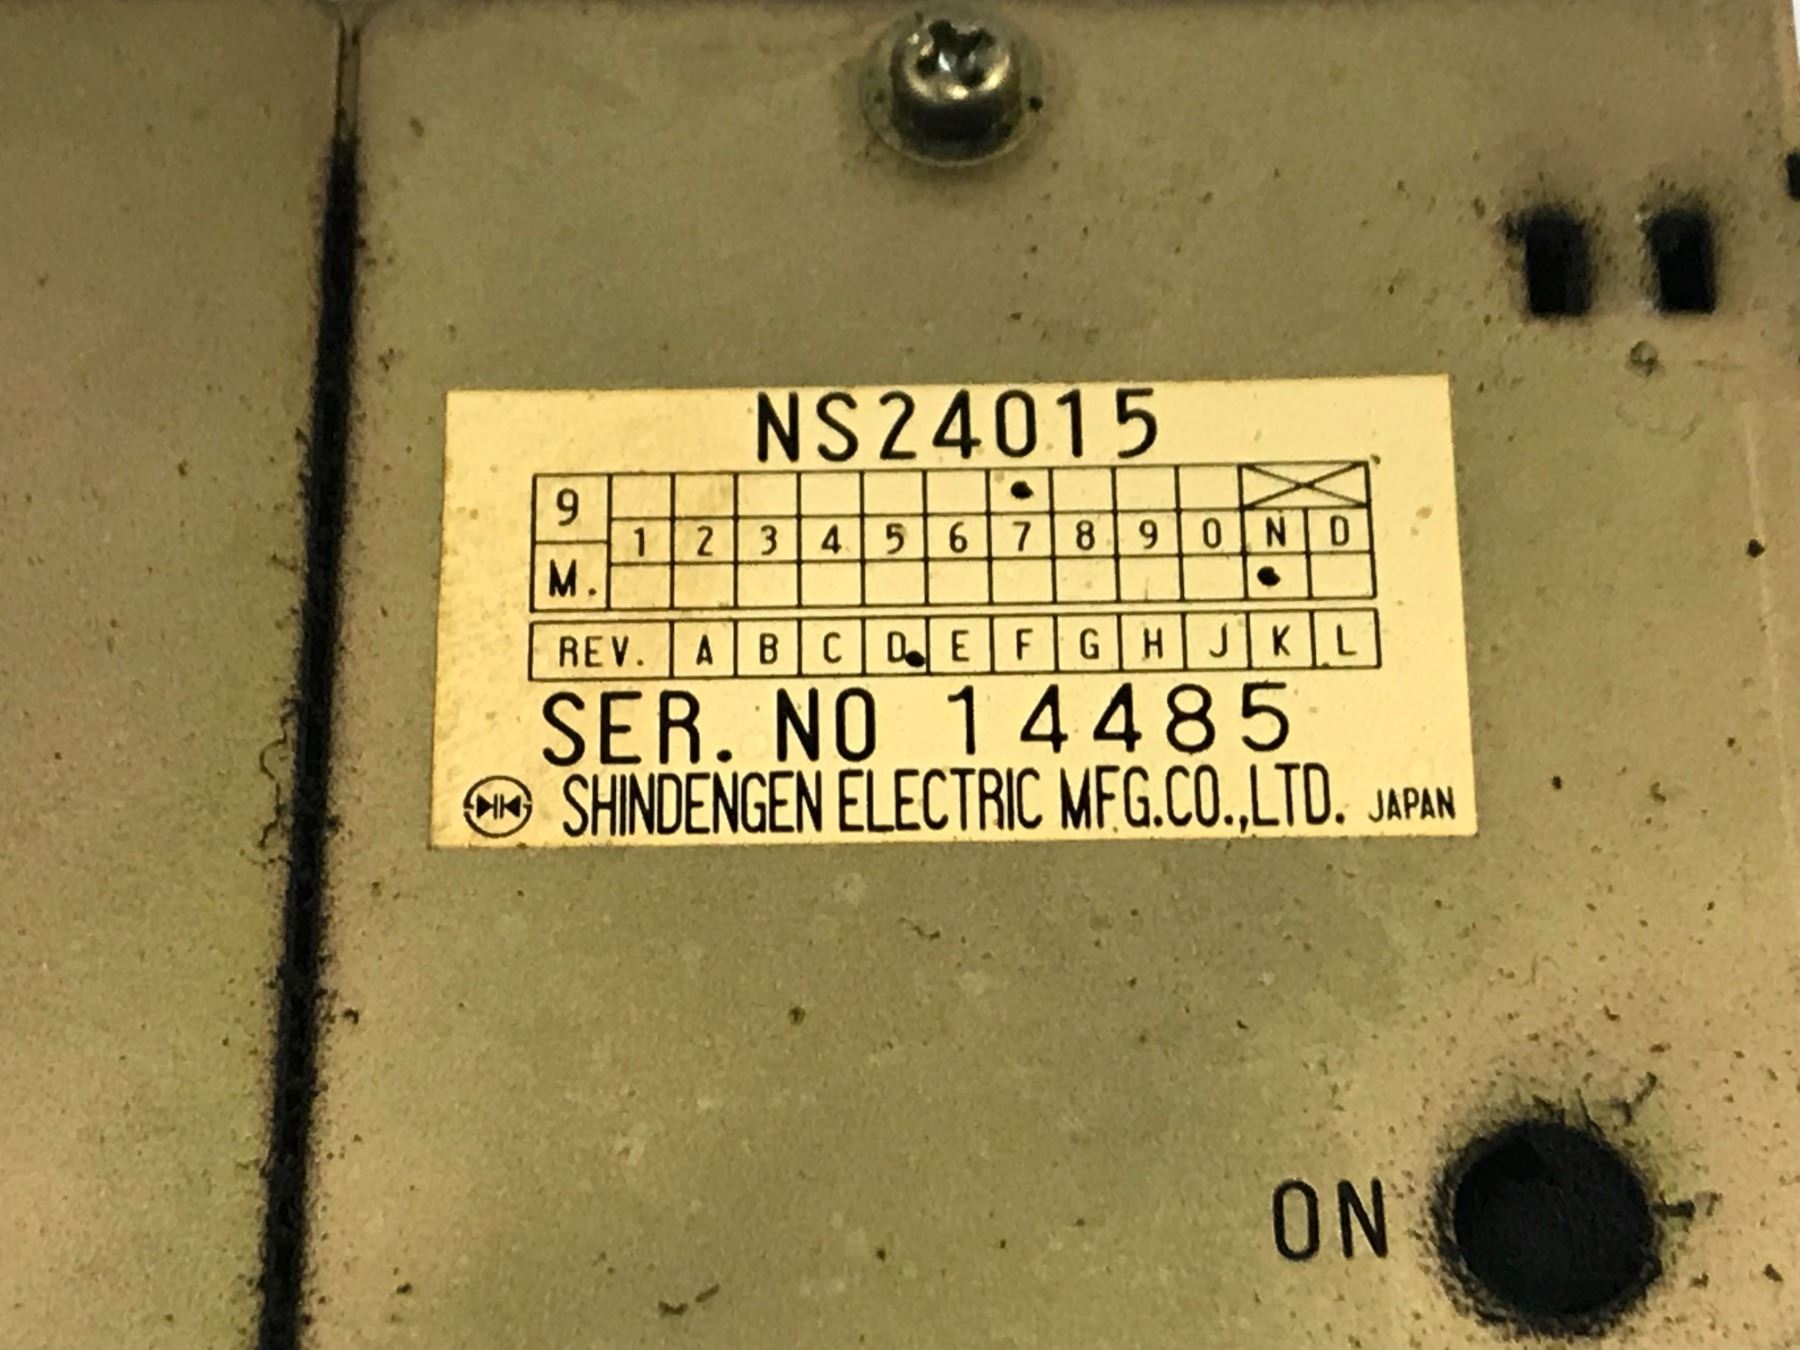 NS24015
9
1 2 3 4 5 6 7 8 9 0 N D
M.
REV. A B C D E F G H J K L
SER. NO 14485
SHINDENGEN ELECTRIC MFG.CO.,LTD. JAPAN
ON